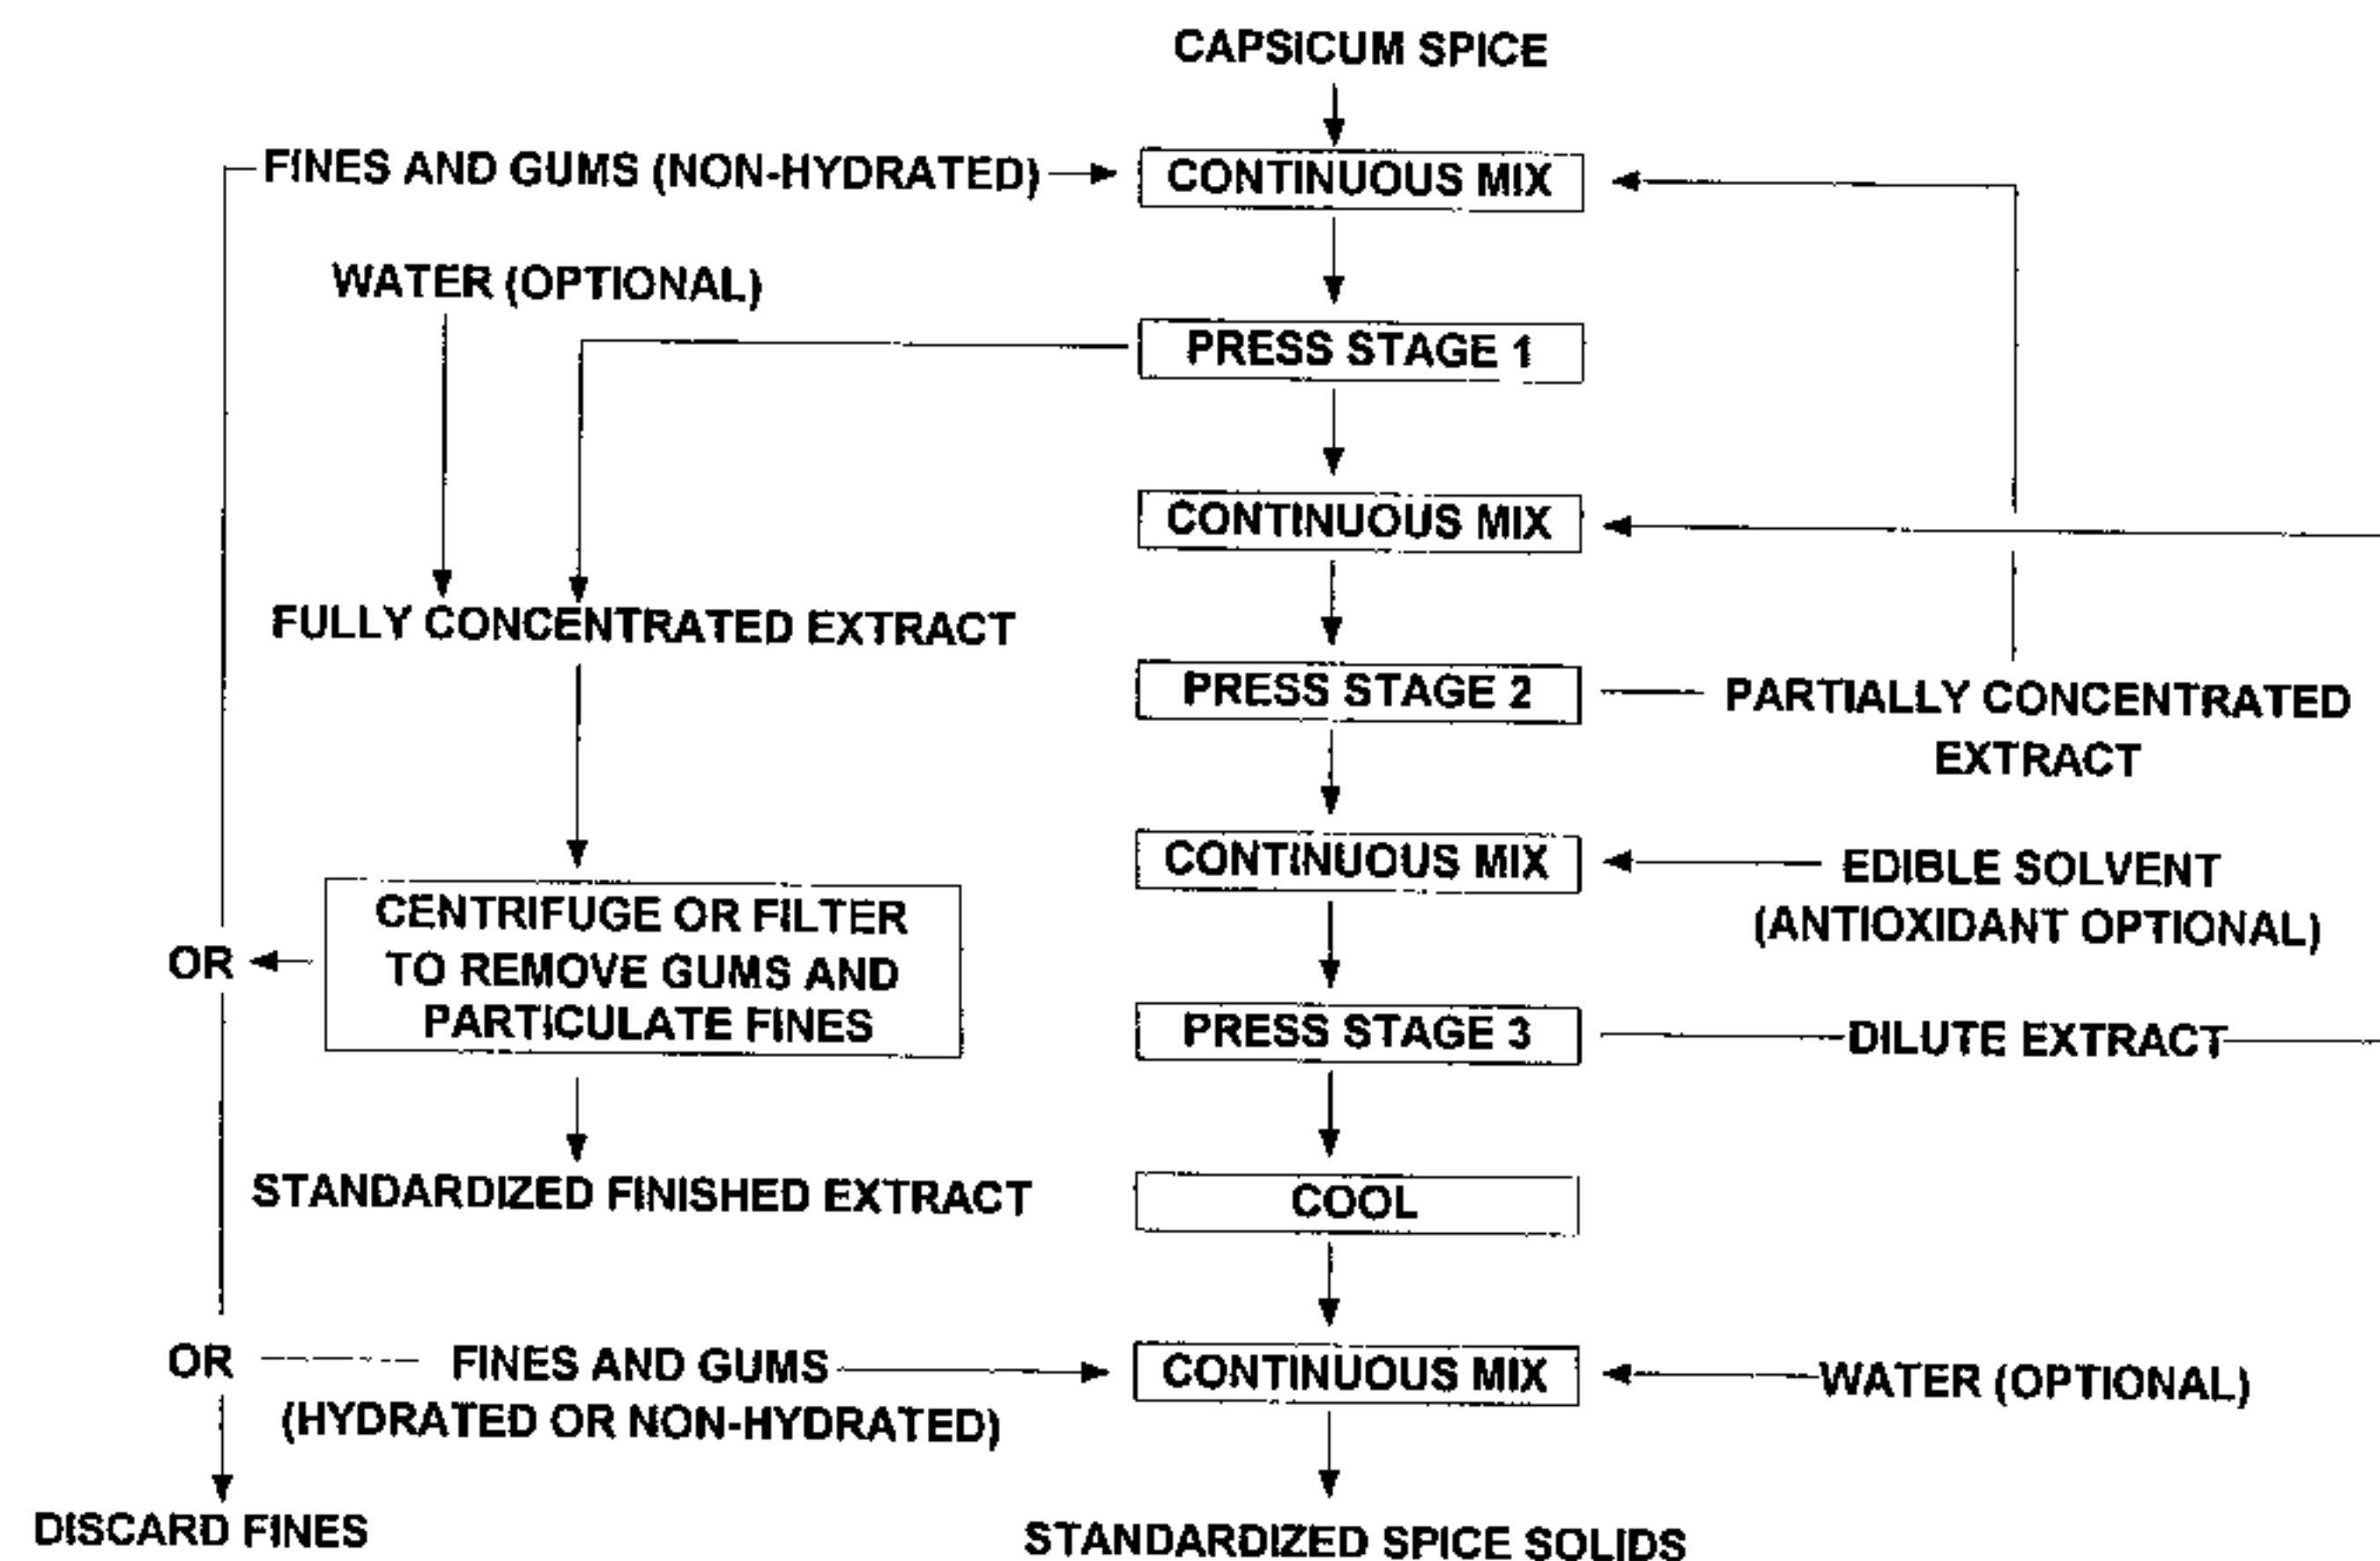 CAPSICUM SPICE
FINES AND GUMS (NON-HYDRATED)
CONTINUOUS MIX
WATER (OPTIONAL)
PRESS STAGE 1
CONTINUOUS MIX
FULLY CONCENTRATED EXTRACT
PRESS STAGE 2
PARTIALLY CONCENTRATED
EXTRACT
CONTINUOUS MIX
EDIBLE SOLVENT
(ANTIOXIDANT OPTIONAL)
CENTRIFUGE OR FILTER
TO REMOVE GUMS AND
PARTICULATE FINES
OR
PRESS STAGE 3
DILUTE EXTRACT
STANDARDIZED FINISHED EXTRACT
COOL
OR
FINES AND GUMS
(HYDRATED OR NON-HYDRATED)
CONTINUOUS MIX
WATER (OPTIONAL)
DISCARD FINES
STANDARDIZED SPICE SOLIDS